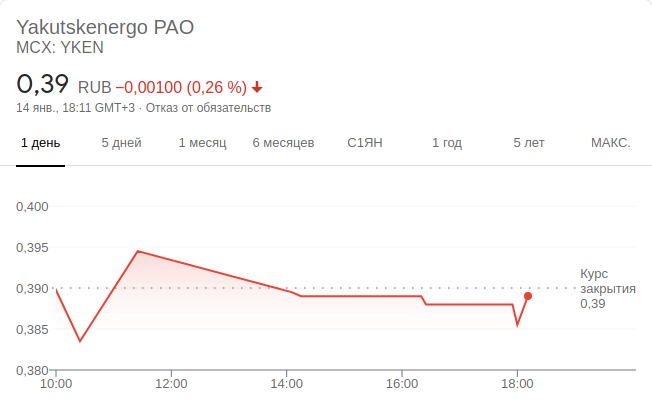 Yakutskenergo PAO
MCX: YKEN
0,39 RUB −0,00100 (0,26 %)
14 янв., 18:11 GMT+3 · Отказ от обязательств
1 день 5 дней 1 месяц 6 месяцев С1ЯН 1 год 5 лет МАКС.
0,400
0,395
0,390
0,385
0,380
Курс
закрытия
0,39
10:00 12:00 14:00 16:00 18:00